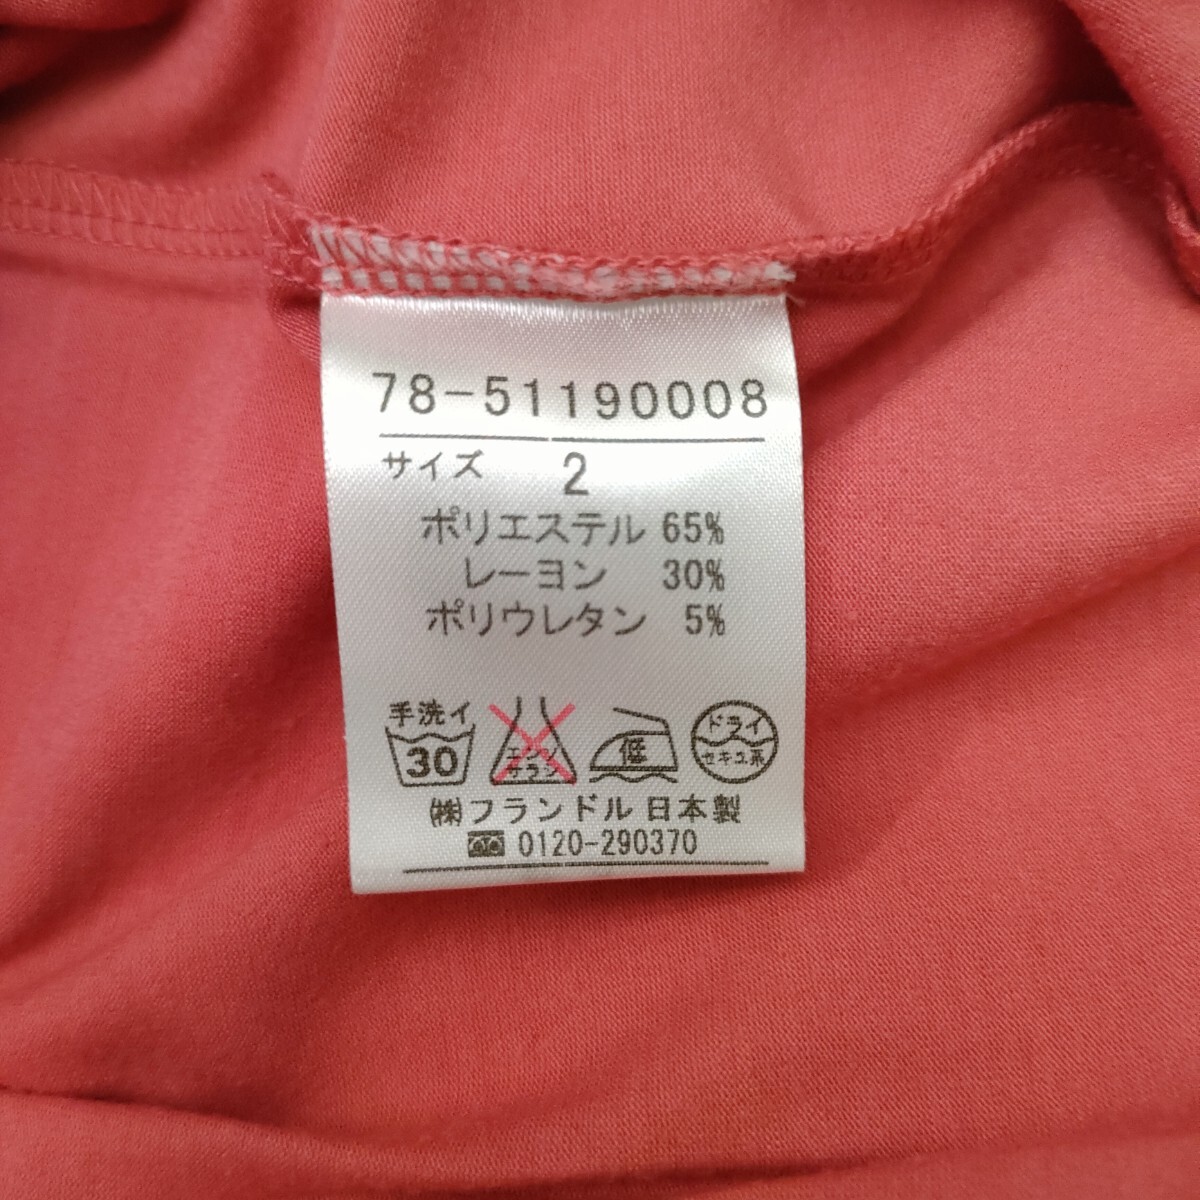 78-51190008
サイズ 2
ポリエステル 65%
レーヨン 30%
ポリウレタン 5%
手洗イ
30
エンソ
サラシ
低
ドライ
セキユ系
㈱フランドル 日本製
0120-290370